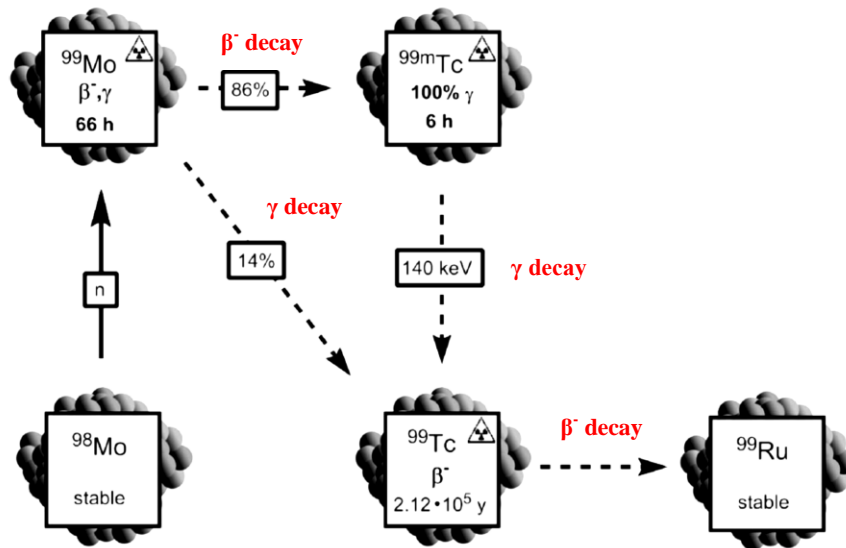 β⁻ decay
⁹⁹Mo
β⁻,γ
66 h
86%
⁹⁹ᵐTc
100% γ
6 h
γ decay
14%
140 keV
γ decay
n
⁹⁸Mo
stable
⁹⁹Tc
β⁻
2.12•10⁵ y
β⁻ decay
⁹⁹Ru
stable